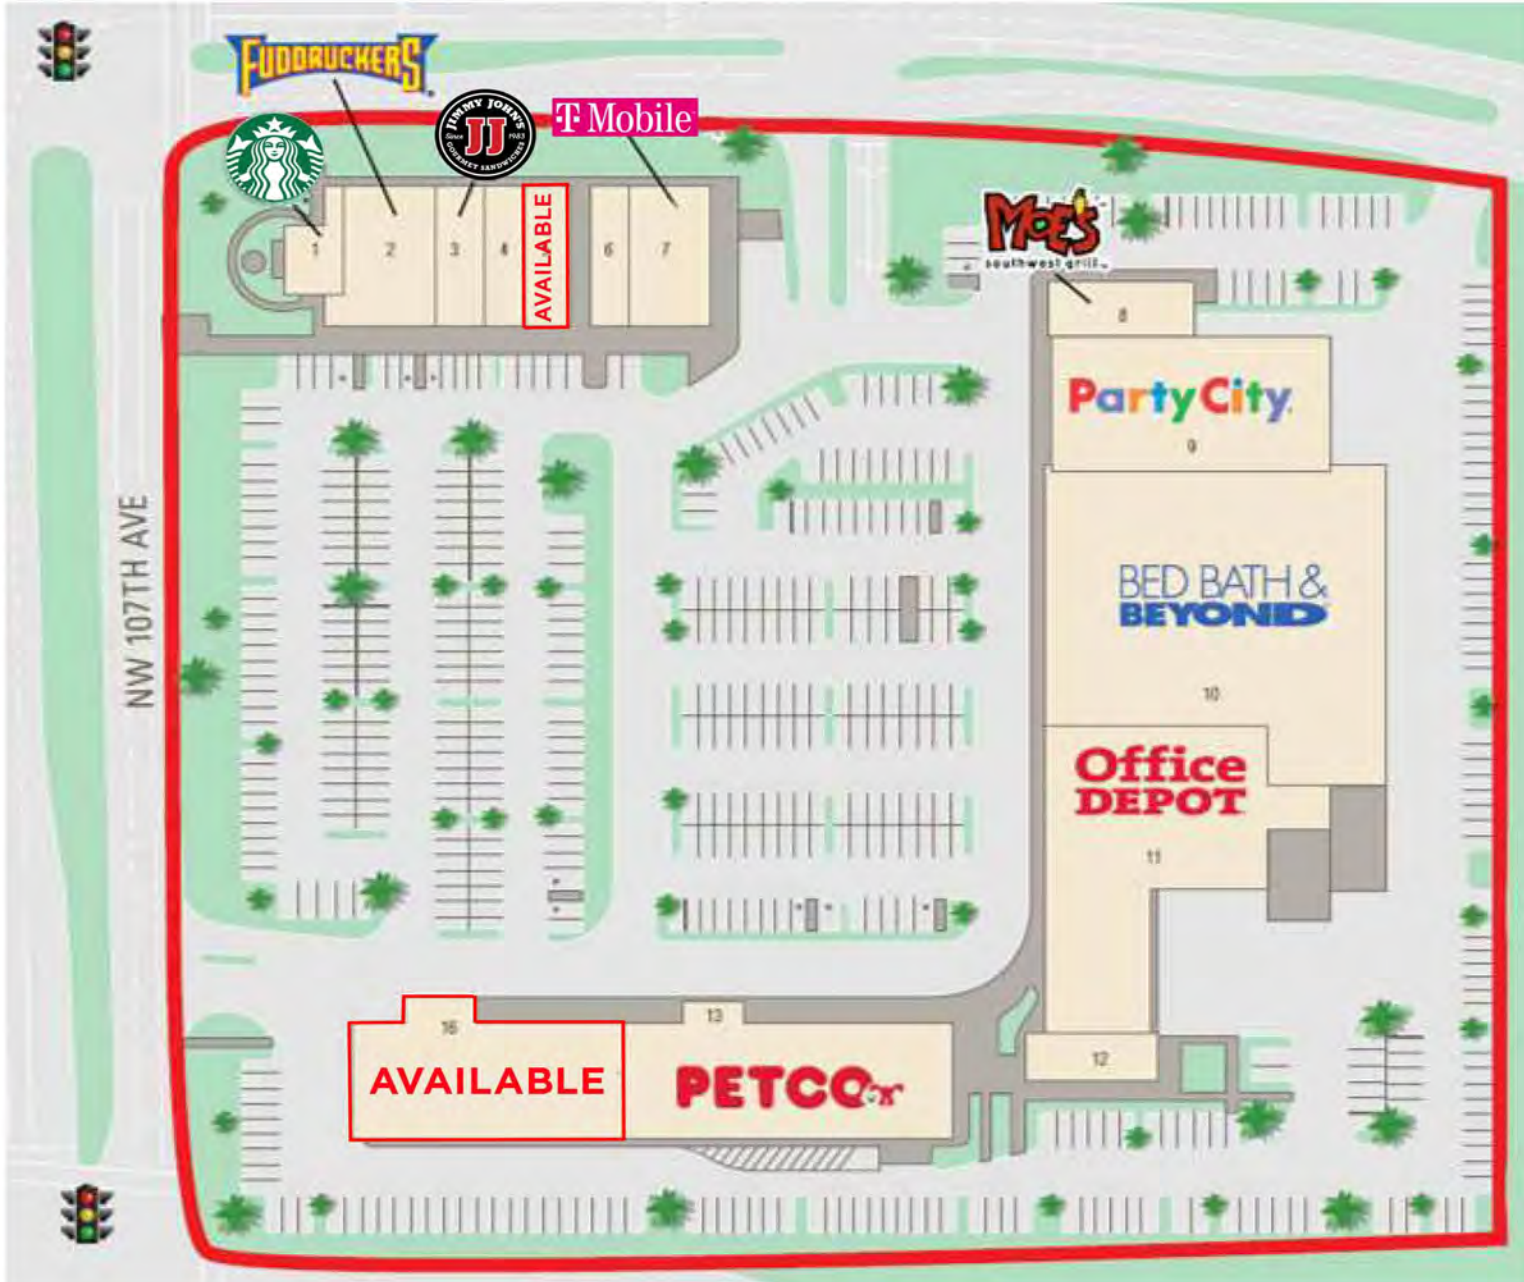 FUDDRUCKERS
JIMMY JOHN'S
Since JJ 1983
GOURMET SANDWICHES
T Mobile
1
2
3
4
AVAILABLE
6
7
MOE'S
southwest grill
8
Party City
9
NW 107TH AVE
BED BATH &
BEYOND
10
Office
DEPOT
11
16
13
AVAILABLE
PETCO
12